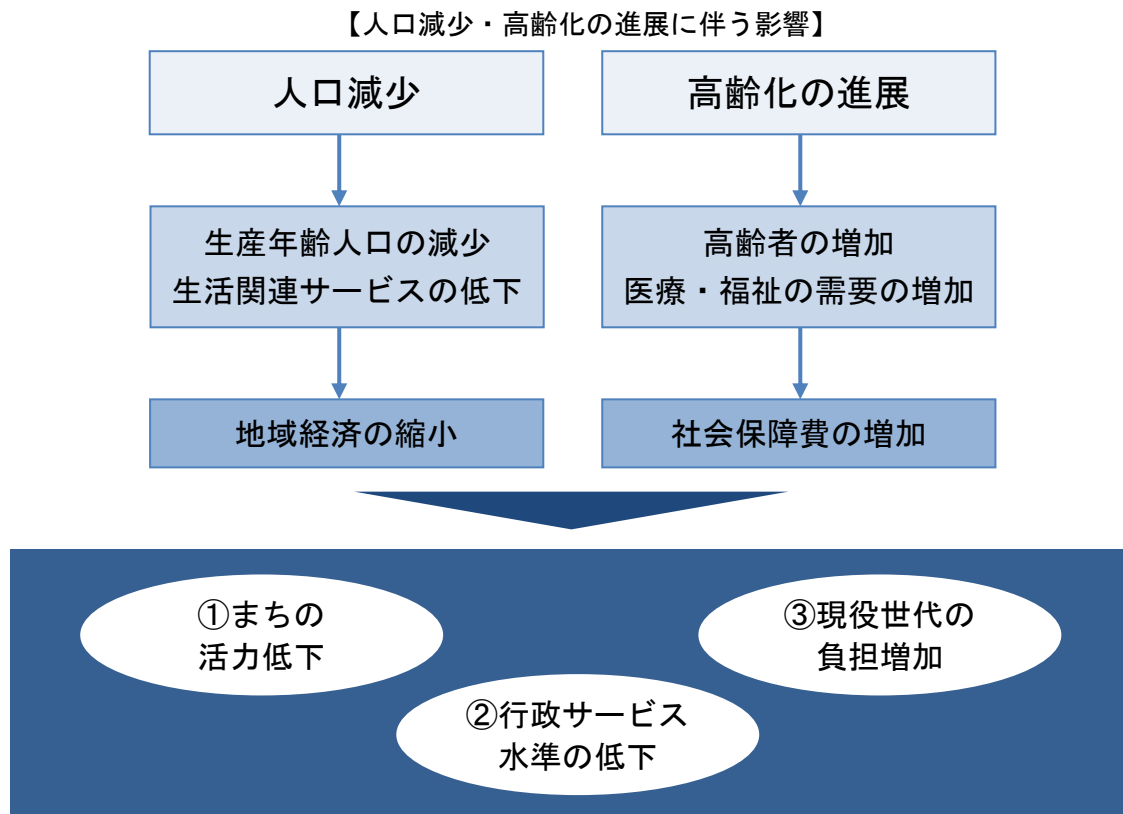 【人口減少・高齢化の進展に伴う影響】
人口減少
高齢化の進展
生産年齢人口の減少
生活関連サービスの低下
高齢者の増加
医療・福祉の需要の増加
地域経済の縮小
社会保障費の増加
①まちの
活力低下
②行政サービス
水準の低下
③現役世代の
負担増加